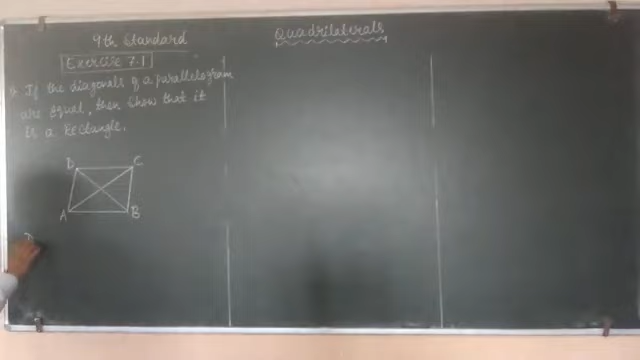 9th Standard
Quadrilaterals
Exercise 7.1
If the diagonals of a parallelogram
are equal, then show that it
is a Rectangle.
D C
A B